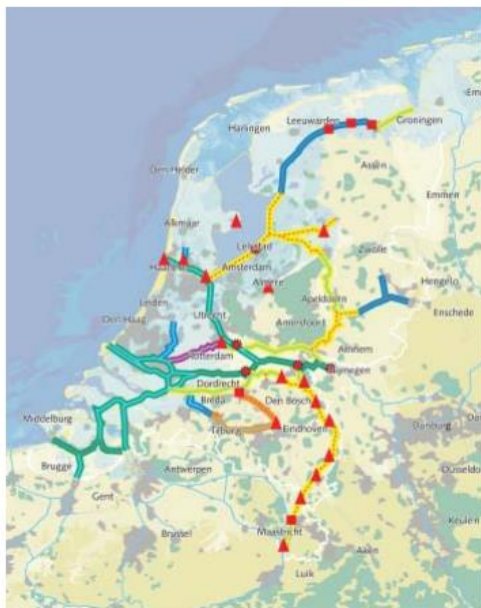 Leeuwarden
Groningen
Harlingen
Assen
Den Helder
Emmen
Alkmaar
Zwolle
Lelystad
Amsterdam
Hengelo
Almere
Enschede
Leiden
Apeldoorn
Utrecht
Amersfoort
Den Haag
Arnhem
Rotterdam
Nijmegen
Dordrecht
Breda
Den Bosch
Middelburg
Tilburg
Eindhoven
Duisburg
Brugge
Antwerpen
Düsseldorf
Gent
Keulen
Brussel
Maastricht
Aken
Luik